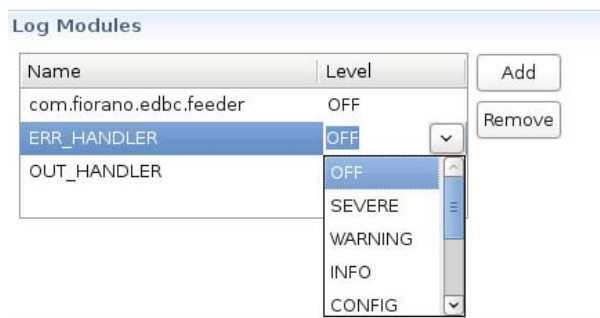 Log Modules
Name Level Add
com.fiorano.edbc.feeder OFF
Remove
ERR_HANDLER OFF
OUT_HANDLER OFF
SEVERE
WARNING
INFO
CONFIG